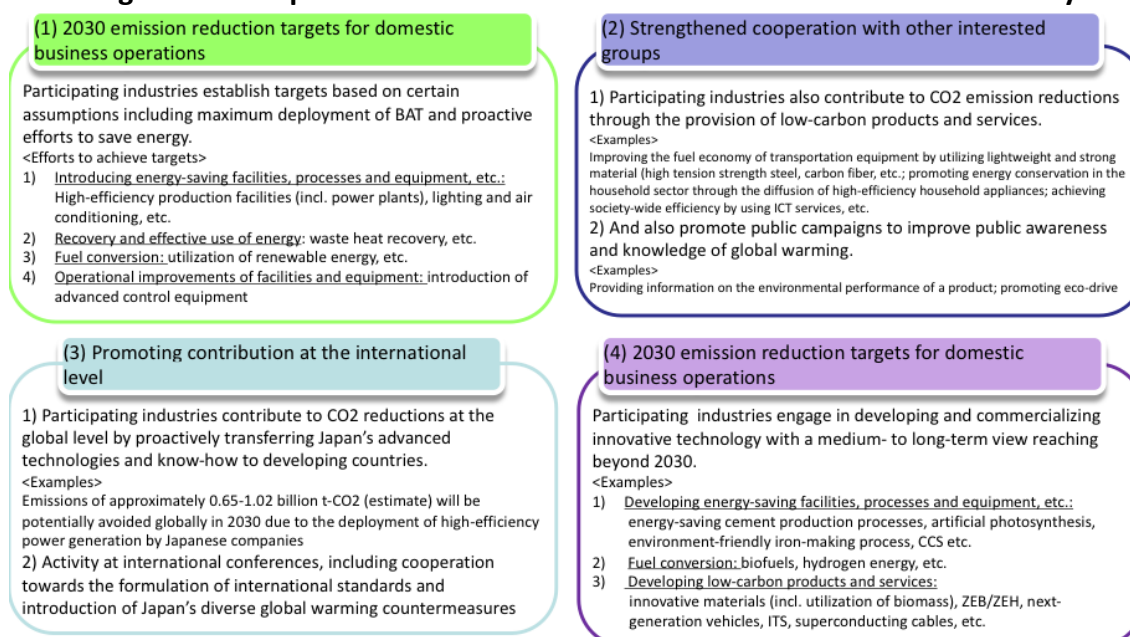 (1) 2030 emission reduction targets for domestic
business operations
Participating industries establish targets based on certain
assumptions including maximum deployment of BAT and proactive
efforts to save energy.
<Efforts to achieve targets>
1) Introducing energy-saving facilities, processes and equipment, etc.:
High-efficiency production facilities (incl. power plants), lighting and air
conditioning, etc.
2) Recovery and effective use of energy: waste heat recovery, etc.
3) Fuel conversion: utilization of renewable energy, etc.
4) Operational improvements of facilities and equipment: introduction of
advanced control equipment
(2) Strengthened cooperation with other interested
groups
1) Participating industries also contribute to CO2 emission reductions
through the provision of low-carbon products and services.
<Examples>
Improving the fuel economy of transportation equipment by utilizing lightweight and strong
material (high tension strength steel, carbon fiber, etc.; promoting energy conservation in the
household sector through the diffusion of high-efficiency household appliances; achieving
society-wide efficiency by using ICT services, etc.
2) And also promote public campaigns to improve public awareness
and knowledge of global warming.
<Examples>
Providing information on the environmental performance of a product; promoting eco-drive
(3) Promoting contribution at the international
level
1) Participating industries contribute to CO2 reductions at the
global level by proactively transferring Japan's advanced
technologies and know-how to developing countries.
<Examples>
Emissions of approximately 0.65-1.02 billion t-CO2 (estimate) will be
potentially avoided globally in 2030 due to the deployment of high-efficiency
power generation by Japanese companies
2) Activity at international conferences, including cooperation
towards the formulation of international standards and
introduction of Japan's diverse global warming countermeasures
(4) 2030 emission reduction targets for domestic
business operations
Participating industries engage in developing and commercializing
innovative technology with a medium- to long-term view reaching
beyond 2030.
<Examples>
1) Developing energy-saving facilities, processes and equipment, etc.:
energy-saving cement production processes, artificial photosynthesis,
environment-friendly iron-making process, CCS etc.
2) Fuel conversion: biofuels, hydrogen energy, etc.
3) Developing low-carbon products and services:
innovative materials (incl. utilization of biomass), ZEB/ZEH, next-
generation vehicles, ITS, superconducting cables, etc.